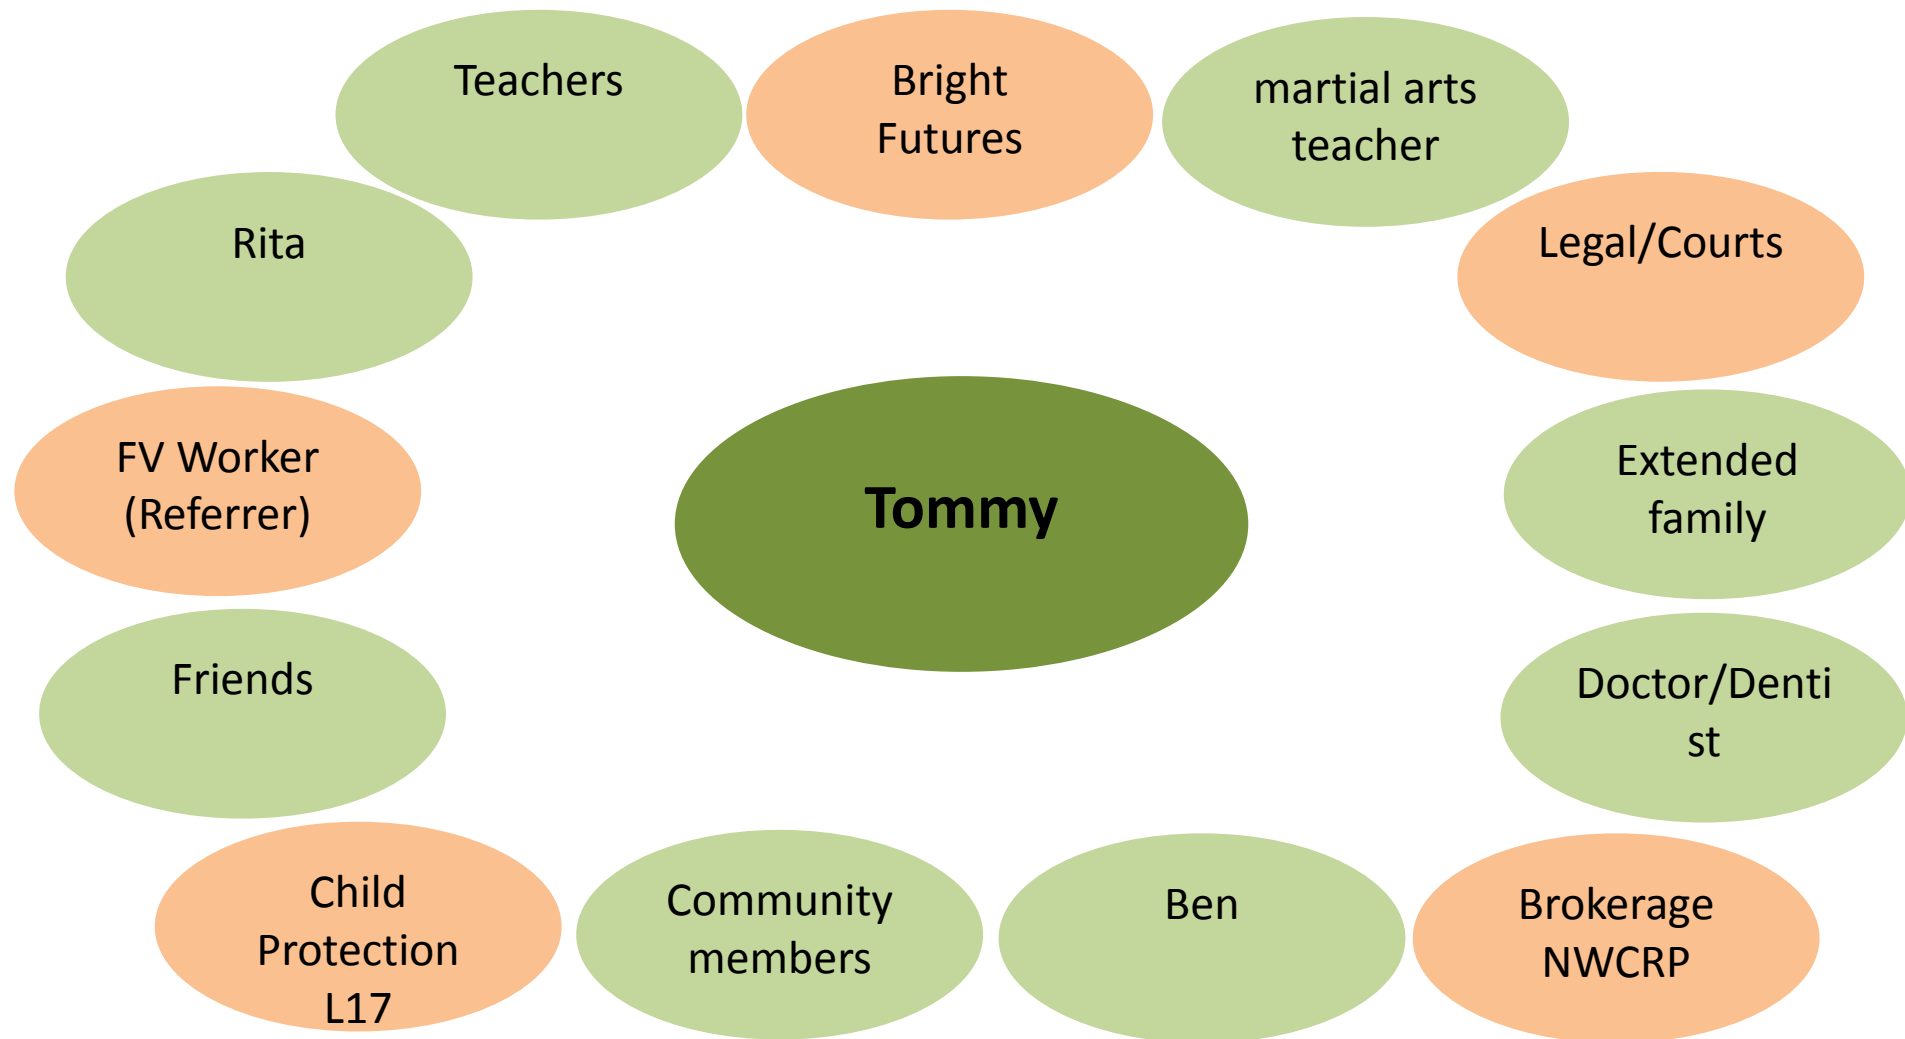 Teachers
Bright
Futures
martial arts
teacher
Rita
Legal/Courts
FV Worker
(Referrer)
Tommy
Extended
family
Friends
Doctor/Denti
st
Child
Protection
L17
Community
members
Ben
Brokerage
NWCRP